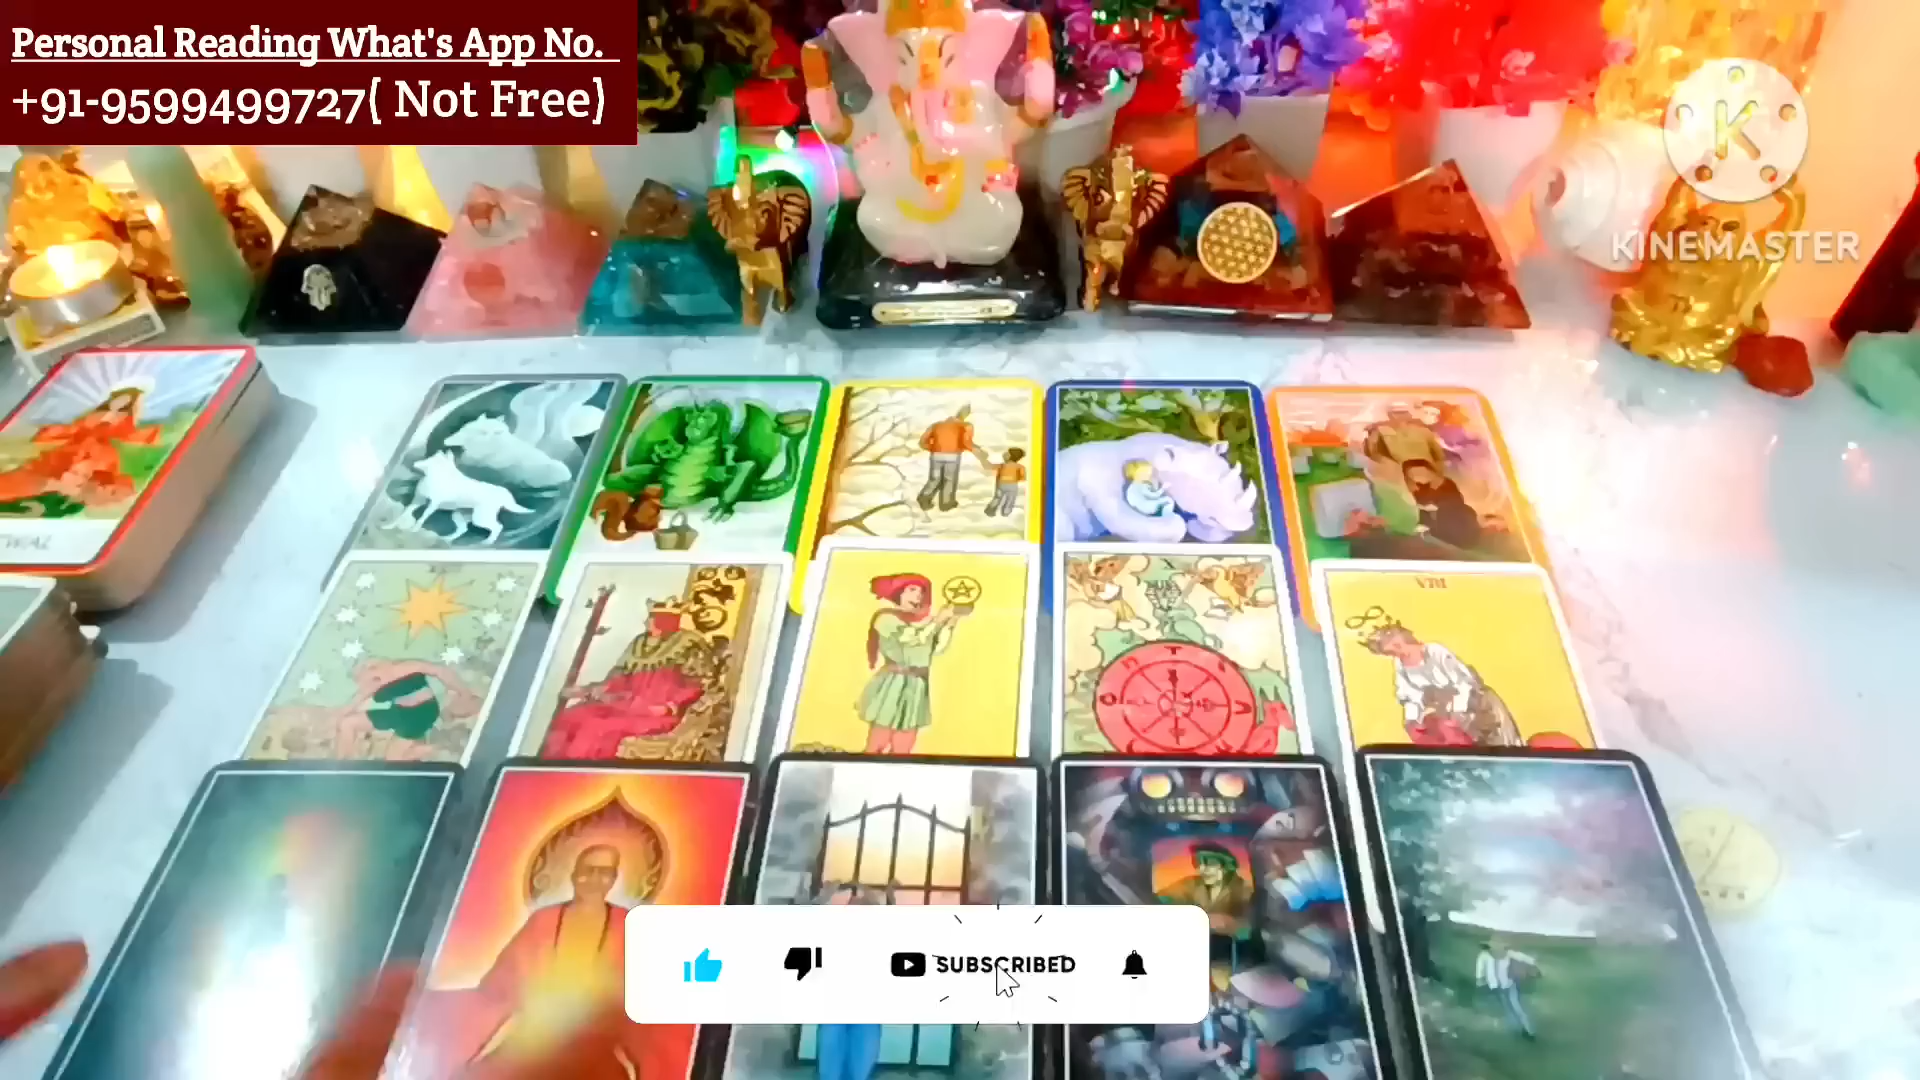 Personal Reading What's App No.
+91-9599499727( Not Free)
K
KINEMASTER
X
VIII
SUBSCRIBED